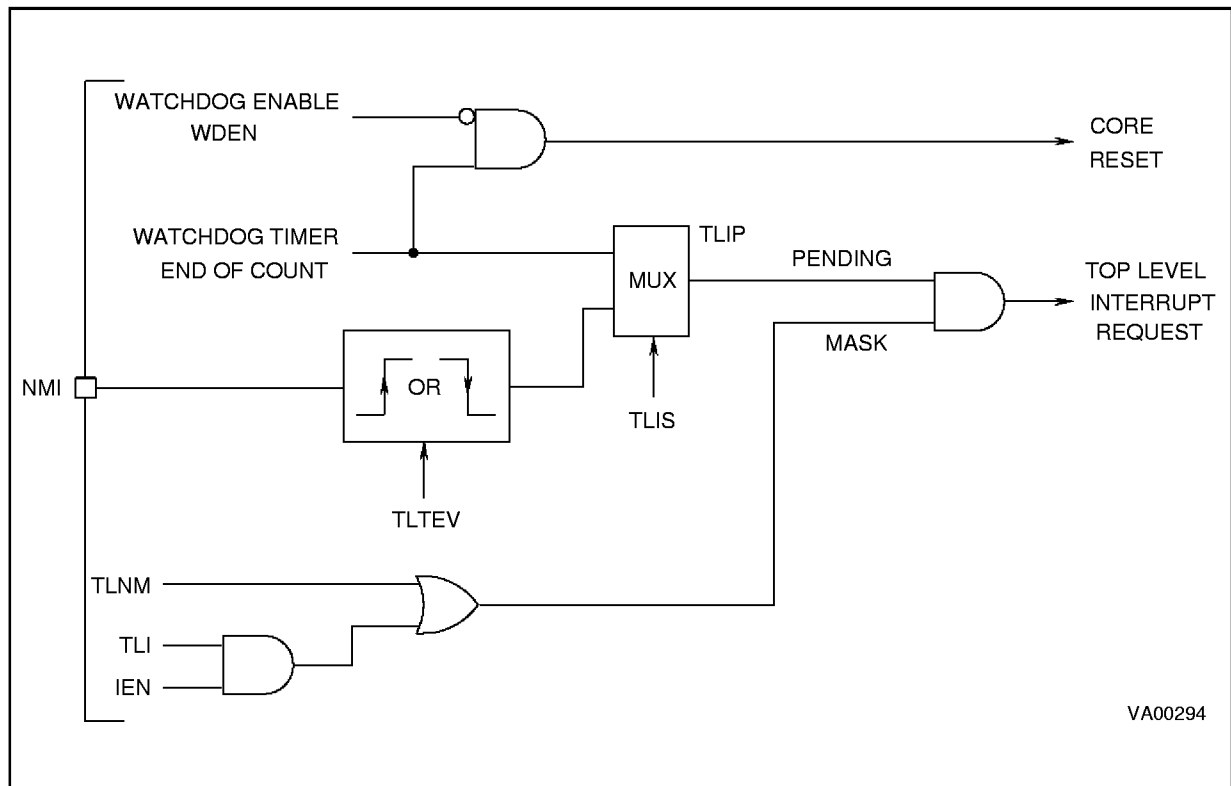 WATCHDOG ENABLE
WDEN
CORE
RESET
WATCHDOG TIMER
END OF COUNT
TLIP
MUX
PENDING
TOP LEVEL
INTERRUPT
REQUEST
MASK
NMI
OR
TLIS
TLTEV
TLNM
TLI
IEN
VA00294